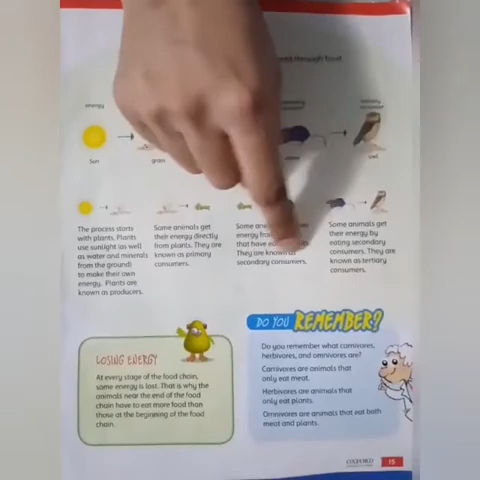 through food
energy
Sun
grass
owl
The process starts
with plants. Plants
use sunlight (as well
as water and minerals
from the ground)
to make their own
energy. Plants are
known as producers.
Some animals get
their energy directly
from plants. They are
known as primary
consumers.
Some
energy
that have
They are known as
secondary consumers.
Some animals get
their energy by
eating secondary
consumers. They are
known as tertiary
consumers.
LOSING ENERGY
At every stage of the food chain,
some energy is lost. That is why the
animals near the end of the food
chain have to eat more food than
those at the beginning of the food
chain.
DO YOU REMEMBER?
Do you remember what carnivores,
herbivores, and omnivores are?
Carnivores are animals that
only eat meat.
Herbivores are animals that
only eat plants.
Omnivores are animals that eat both
meat and plants.
OXFORD
15